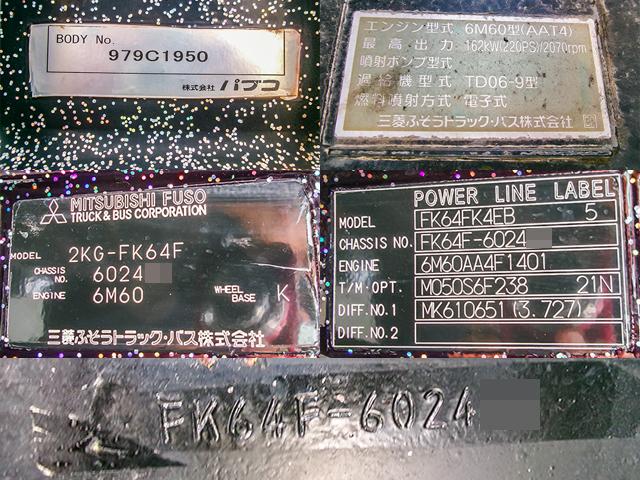 BODY No.
979C1950
株式会社 パブコ
エンジン型式 6M60型(AAT4)
最高出力 162kW(220PS)/2070rpm
噴射ポンプ型式
過給機型式 TD06-9型
燃料噴射方式 電子式
三菱ふそうトラック・バス株式会社
MITSUBISHI FUSO
TRUCK & BUS CORPORATION
MODEL 2KG-FK64F
CHASSIS NO. 6024
ENGINE 6M60 WHEEL BASE K
三菱ふそうトラック・バス株式会社
POWER LINE LABEL
MODEL FK64FK4EB 5
CHASSIS NO. FK64F-6024
ENGINE 6M60AA4F1401
T/M·OPT. M050S6F238 21N
DIFF.NO.1 MK610651(3.727)
DIFF.NO.2
FK64F-6024